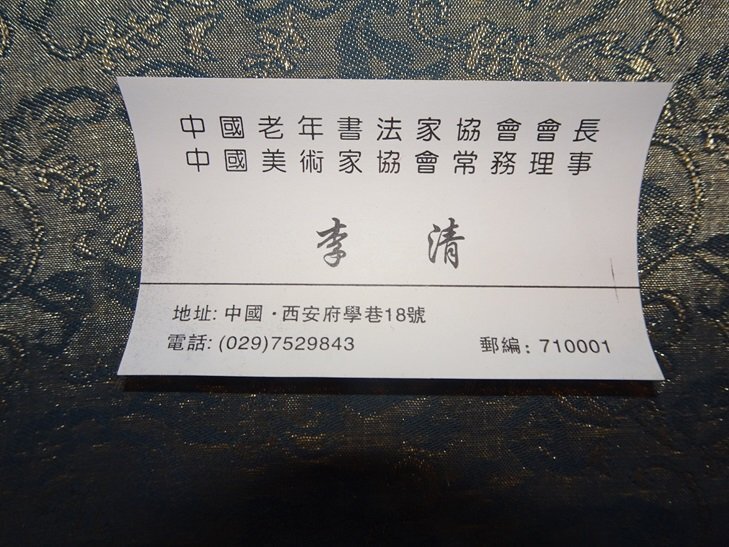 中國老年書法家協會會長
中國美術家協會常務理事
李 清
地址: 中國·西安府學巷18號
電話: (029)7529843
郵編: 710001